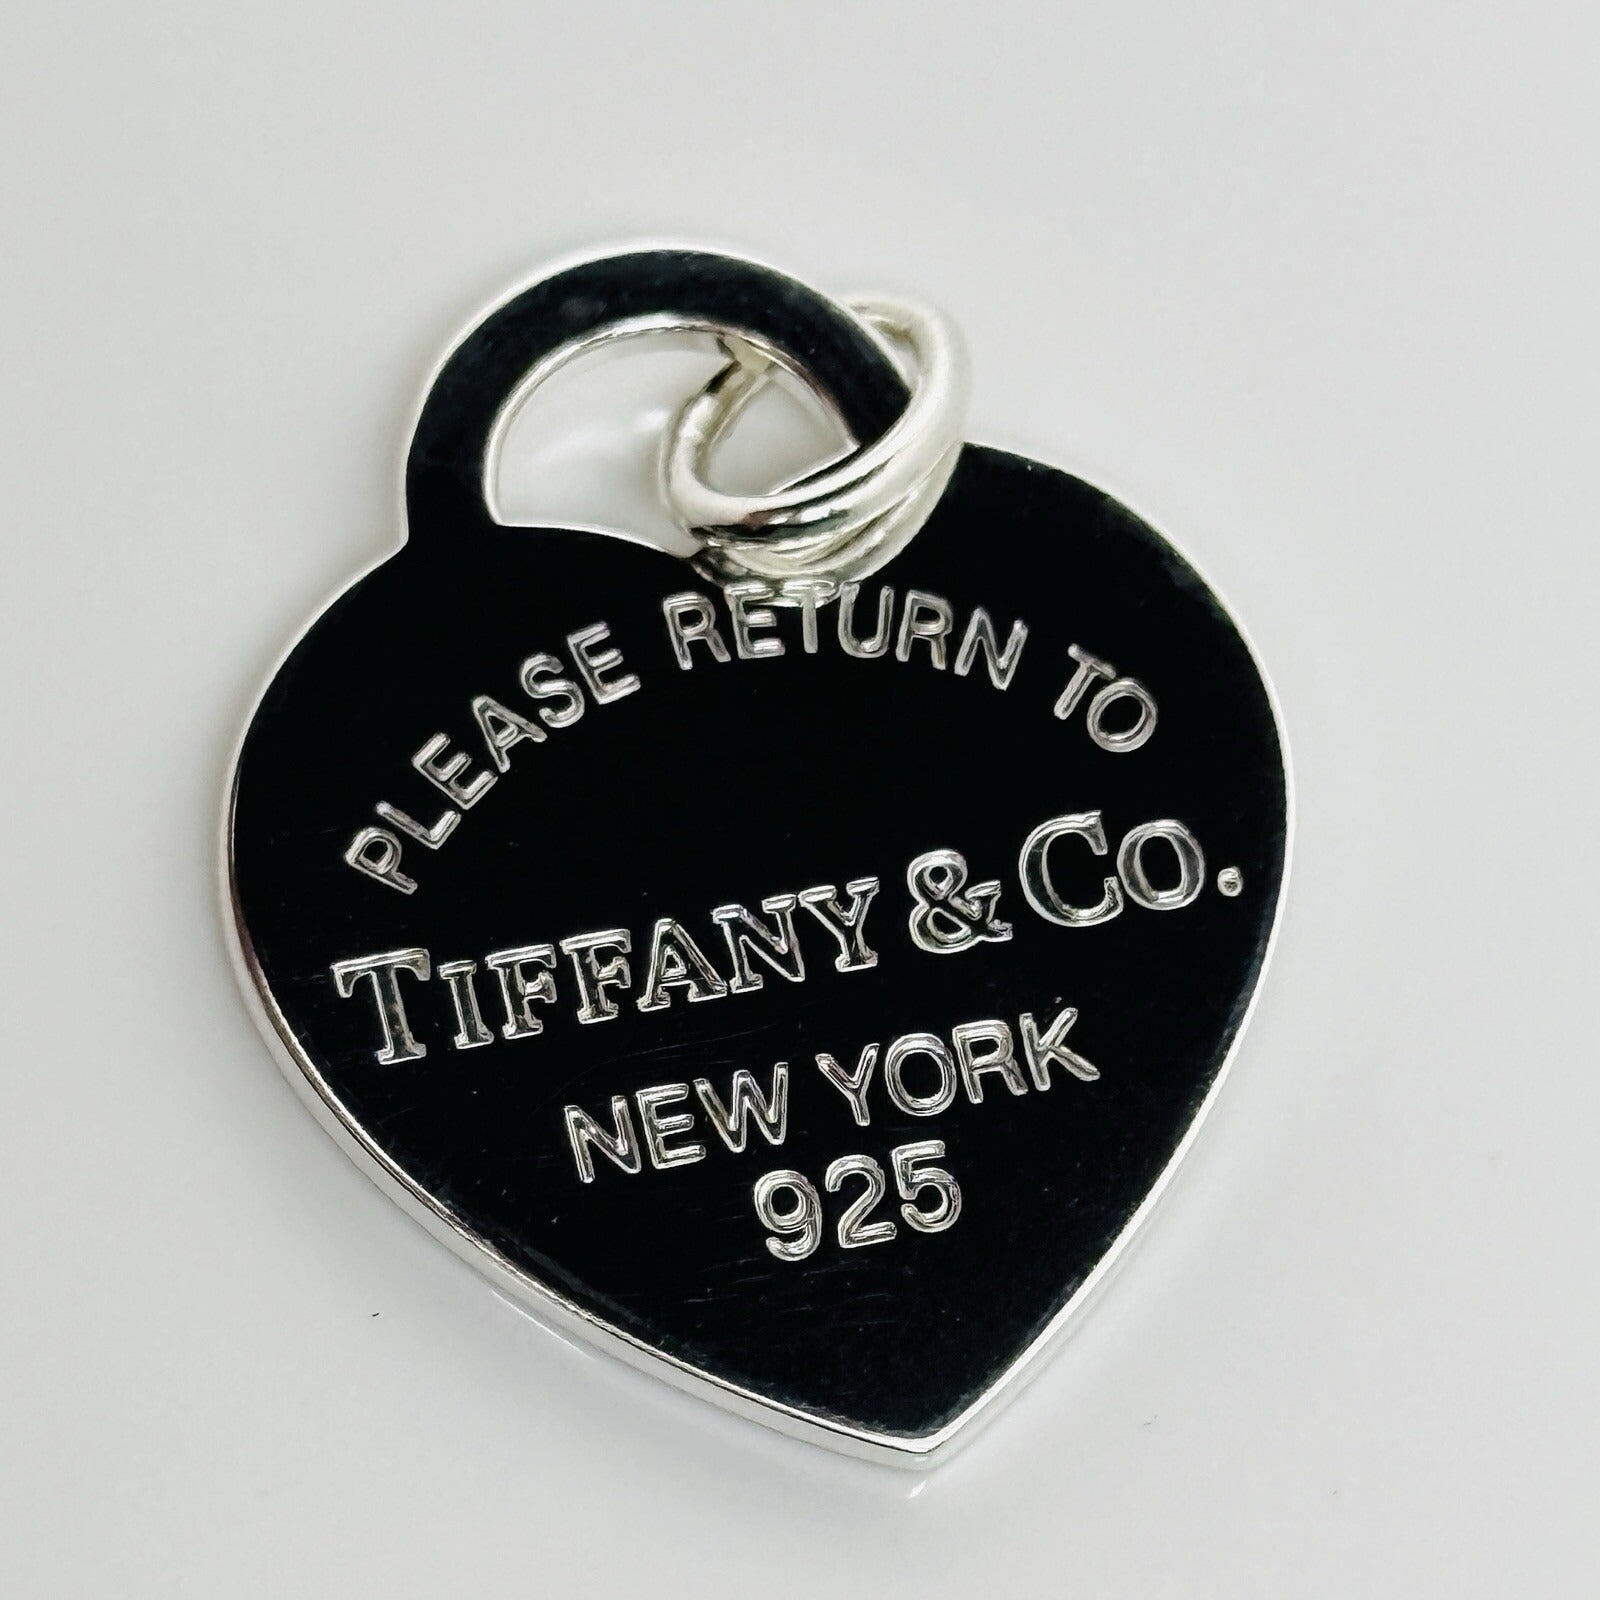 PLEASE RETURN TO
TIFFANY & CO.
NEW YORK
925